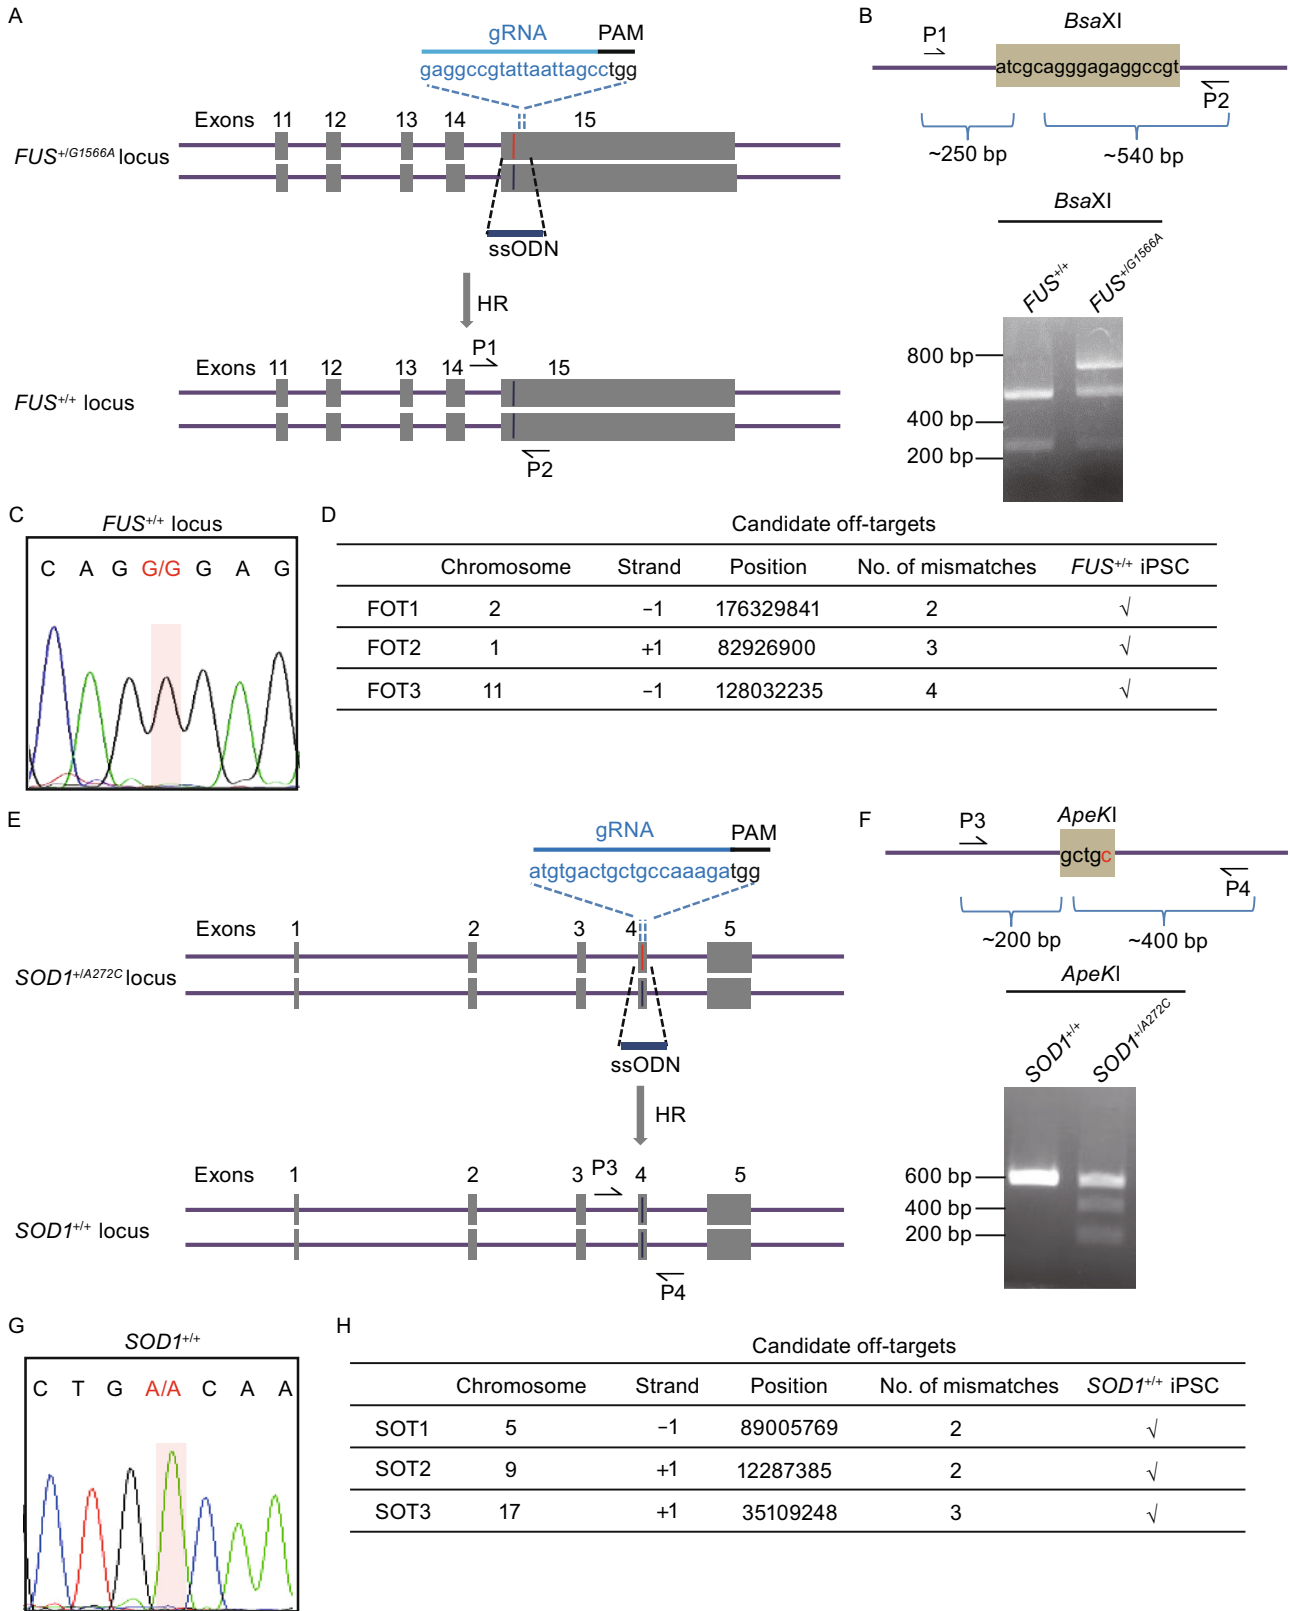 A
gRNA PAM
gaggccgtattaattagcctgg
Exons 11 12 13 14 15
FUS+/G1566A locus
ssODN
HR
P1
Exons 11 12 13 14 15
FUS+/+ locus
P2
B
BsaXI
P1
atcgcagggagaggccgt
P2
~250 bp ~540 bp
BsaXI
FUS+/+ FUS+/G1566A
800 bp
400 bp
200 bp
C
FUS+/+ locus
C A G G/G G A G
D
Candidate off-targets
Chromosome Strand Position No. of mismatches FUS+/+ iPSC
FOT1 2 −1 176329841 2 √
FOT2 1 +1 82926900 3 √
FOT3 11 −1 128032235 4 √
E
gRNA PAM
atgtgactgctgccaaagatgg
Exons 1 2 3 4 5
SOD1+/A272C locus
ssODN
HR
P3
Exons 1 2 3 4 5
SOD1+/+ locus
P4
F
ApeKI
P3
gctgc
P4
~200 bp ~400 bp
ApeKI
SOD1+/+ SOD1+/A272C
600 bp
400 bp
200 bp
G
SOD1+/+
C T G A/A C A A
H
Candidate off-targets
Chromosome Strand Position No. of mismatches SOD1+/+ iPSC
SOT1 5 −1 89005769 2 √
SOT2 9 +1 12287385 2 √
SOT3 17 +1 35109248 3 √